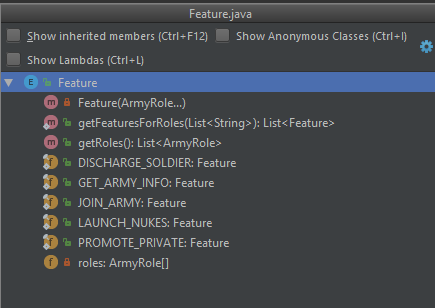 Feature.java
Show inherited members (Ctrl+F12) Show Anonymous Classes (Ctrl+I)
Show Lambdas (Ctrl+L)
E Feature
m Feature(ArmyRole...)
m getFeaturesForRoles(List<String>): List<Feature>
m getRoles(): List<ArmyRole>
f DISCHARGE_SOLDIER: Feature
f GET_ARMY_INFO: Feature
f JOIN_ARMY: Feature
f LAUNCH_NUKES: Feature
f PROMOTE_PRIVATE: Feature
f roles: ArmyRole[]